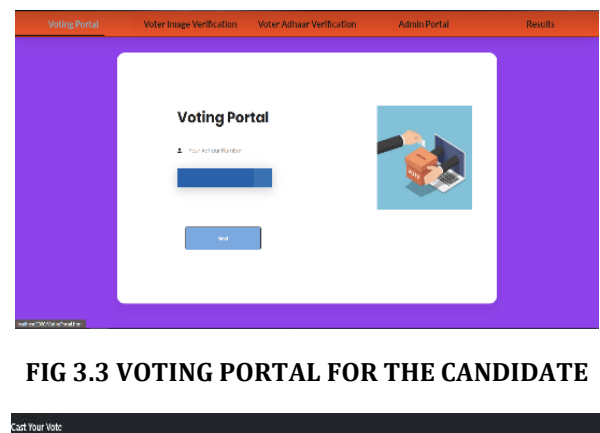 Voting Portal Voter Image Verification Voter Adhaar Verification Admin Portal Results
Voting Portal
Your Adhaar Number
VOTE
FIG 3.3 VOTING PORTAL FOR THE CANDIDATE
Cast Your Vote